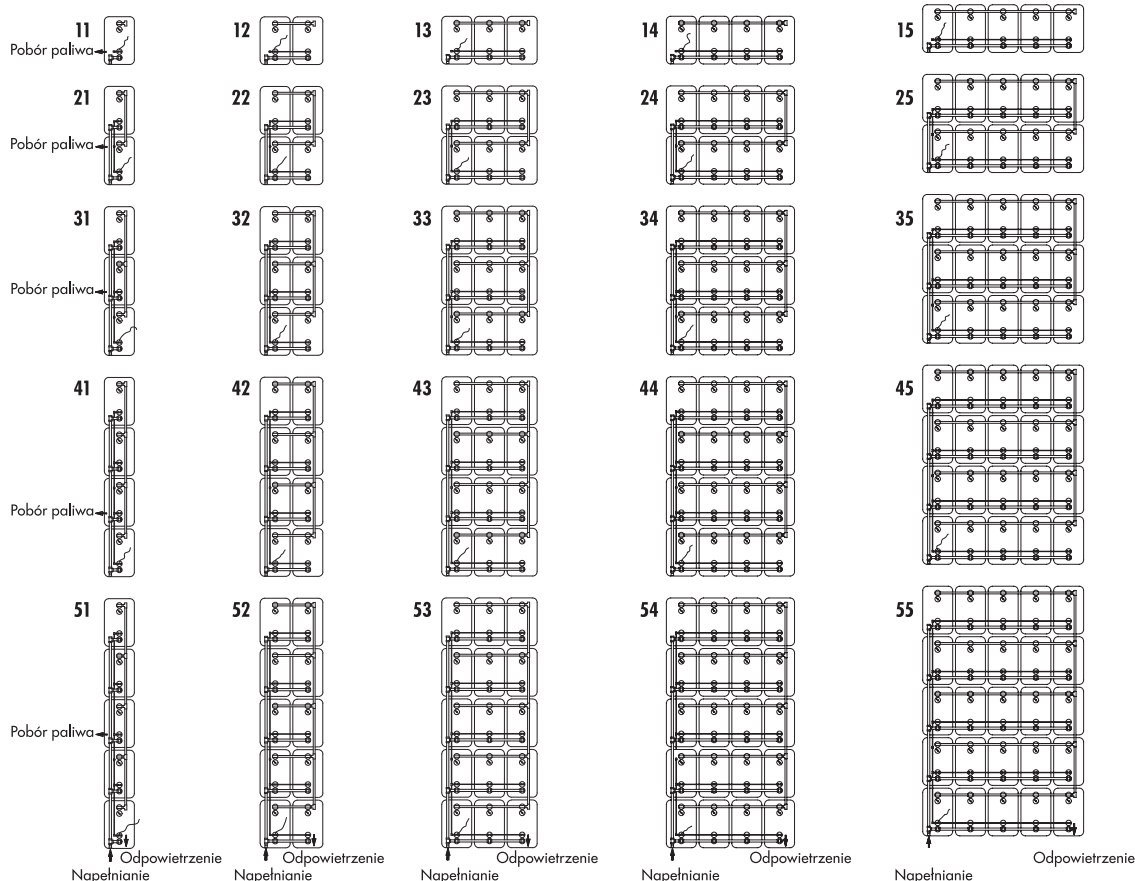 11
12
13
14
15
Pobór paliwa
21
22
23
24
25
Pobór paliwa
31
32
33
34
35
Pobór paliwa
41
42
43
44
45
Pobór paliwa
51
52
53
54
55
Pobór paliwa
Odpowietrzenie
Odpowietrzenie
Odpowietrzenie
Odpowietrzenie
Odpowietrzenie
Napełnianie
Napełnianie
Napełnianie
Napełnianie
Napełnianie